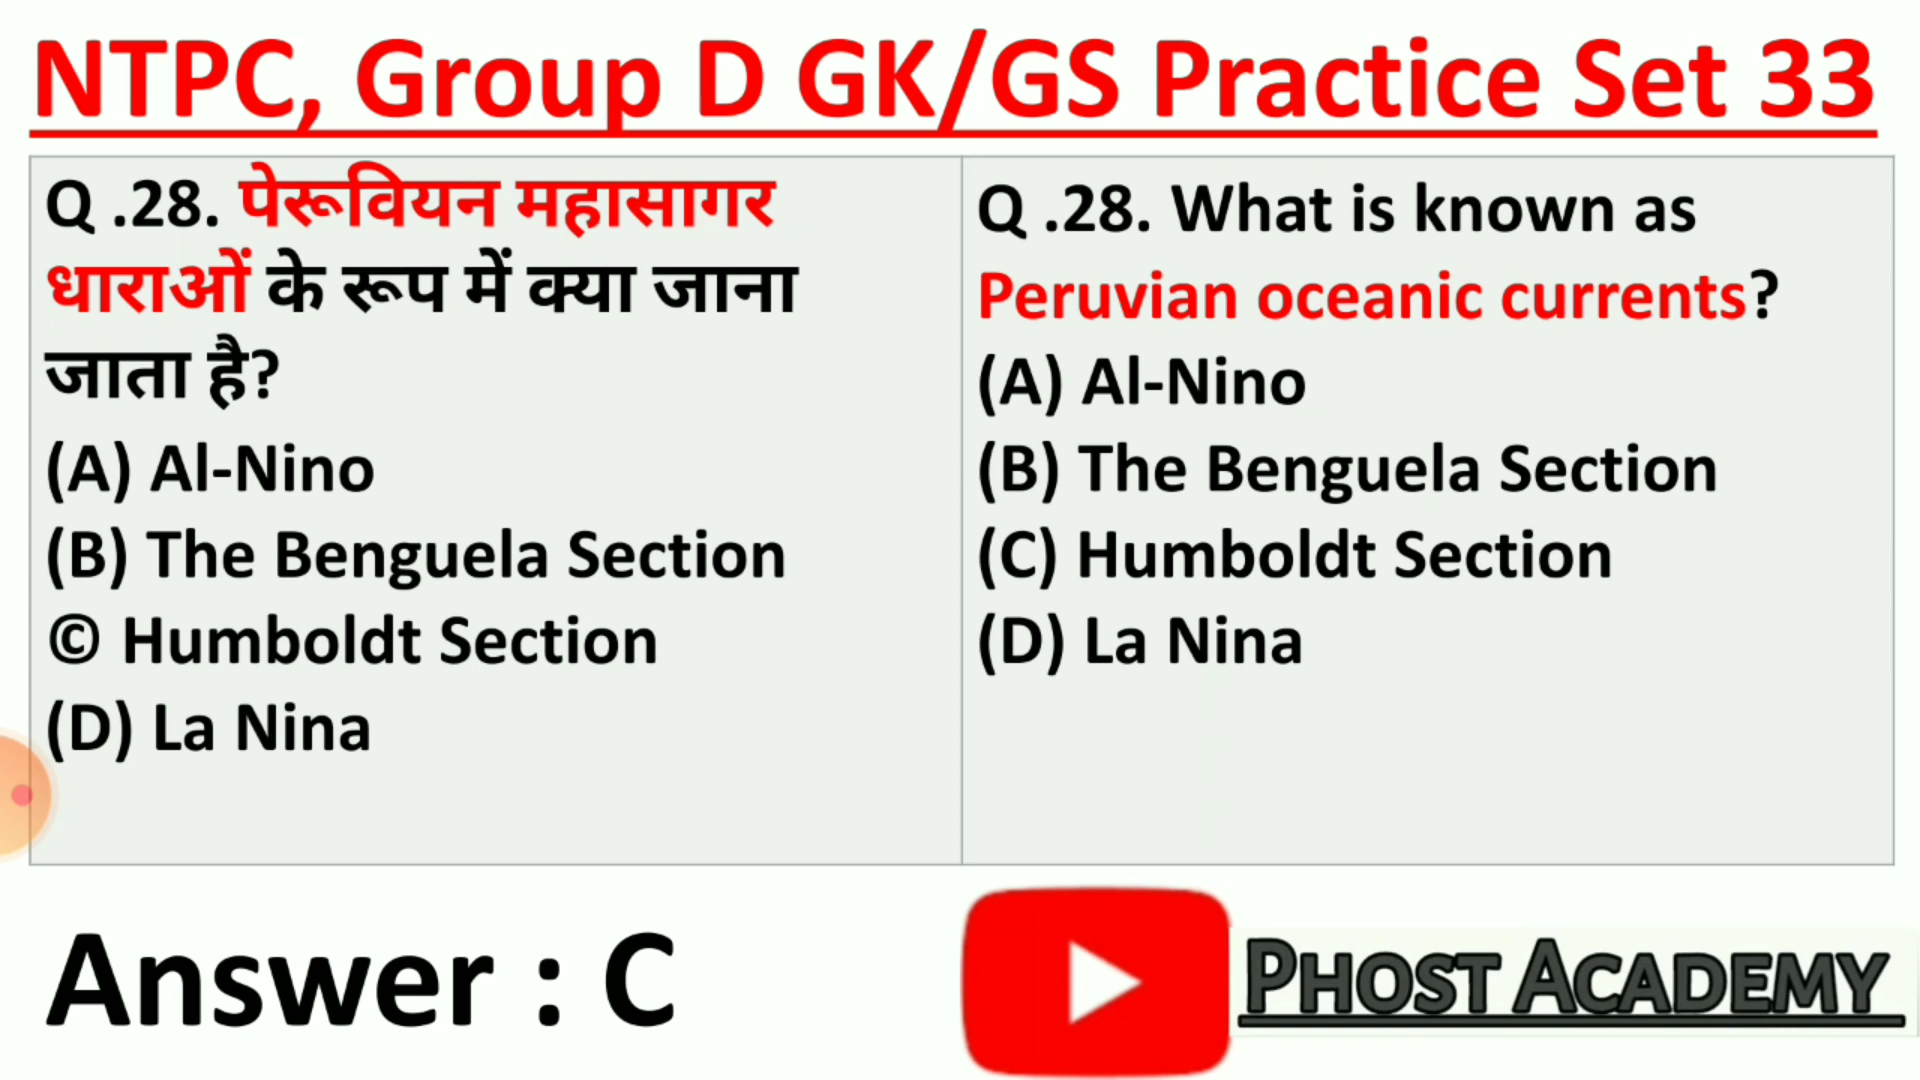 NTPC, Group D GK/GS Practice Set 33
Q .28. पेरूवियन महासागर
धाराओं के रूप में क्या जाना
जाता है?
(A) Al-Nino
(B) The Benguela Section
© Humboldt Section
(D) La Nina
Q .28. What is known as
Peruvian oceanic currents?
(A) Al-Nino
(B) The Benguela Section
(C) Humboldt Section
(D) La Nina
Answer : C
PHOST ACADEMY